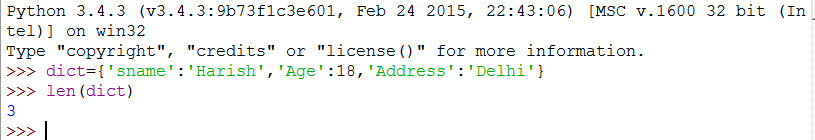 Python 3.4.3 (v3.4.3:9b73f1c3e601, Feb 24 2015, 22:43:06) [MSC v.1600 32 bit (In
tel)] on win32
Type "copyright", "credits" or "license()" for more information.
>>> dict={'sname':'Harish','Age':18,'Address':'Delhi'}
>>> len(dict)
3
>>>